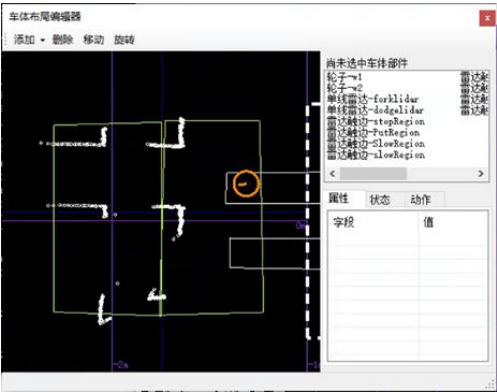 车体布局编辑器
添加 删除 移动 旋转
尚未选中车体部件
轮子-w1
轮子-w2
单线雷达-forklidar
单线雷达-dodgelidar
雷达触边-stopRegion
雷达触边-PutRegion
雷达触边-SlowRegion
雷达触边-slowRegion
属性 状态 动作
字段 值
0m
-2m